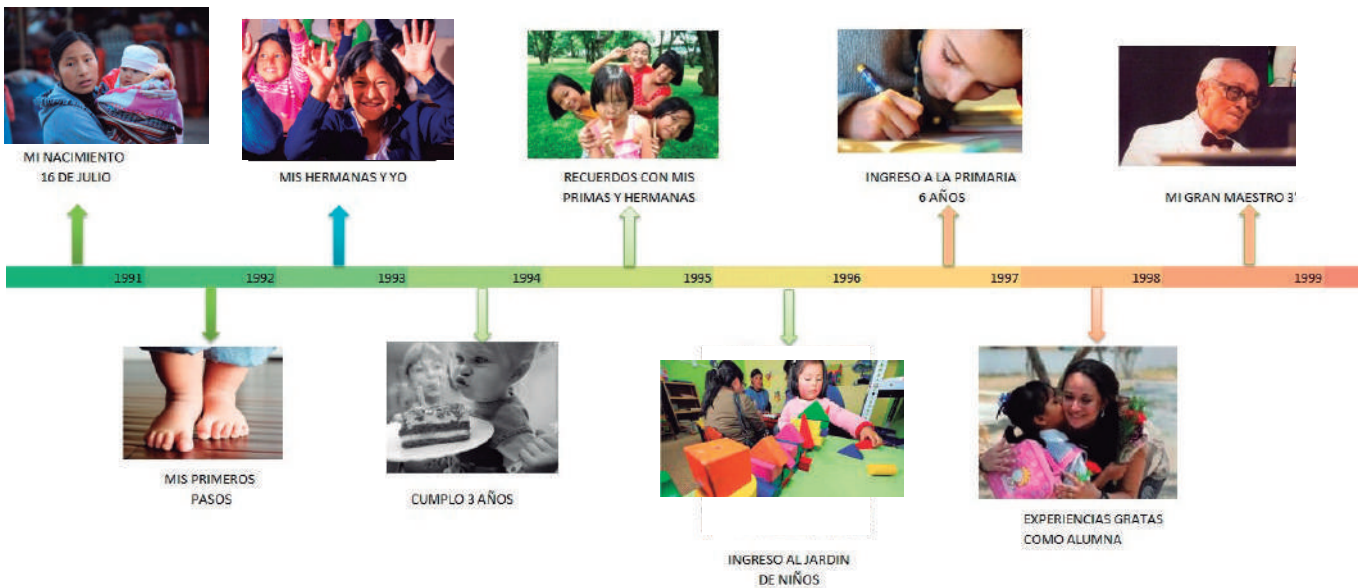 MI NACIMIENTO
16 DE JULIO
MIS HERMANAS Y YO
RECUERDOS CON MIS
PRIMAS Y HERMANAS
INGRESO A LA PRIMARIA
6 AÑOS
MI GRAN MAESTRO 3°
1991
1992
1993
1994
1995
1996
1997
1998
1999
MIS PRIMEROS
PASOS
CUMPLO 3 AÑOS
INGRESO AL JARDIN
DE NIÑOS
EXPERIENCIAS GRATAS
COMO ALUMNA